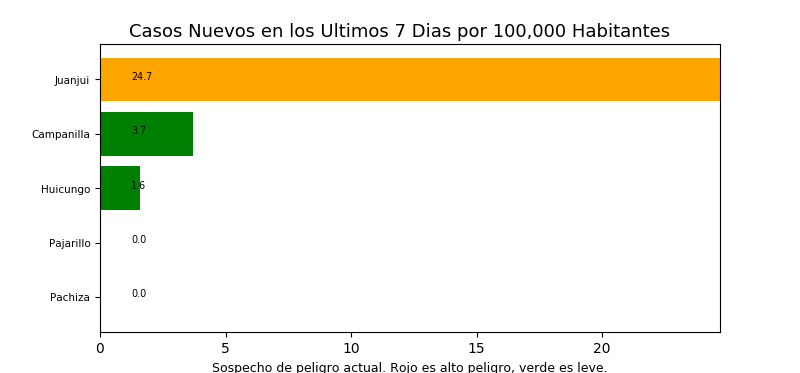 Casos Nuevos en los Ultimos 7 Dias por 100,000 Habitantes
Juanjui 24.7
Campanilla 3.7
Huicungo 1.6
Pajarillo 0.0
Pachiza 0.0
0 5 10 15 20
Sospecho de peligro actual. Rojo es alto peligro, verde es leve.